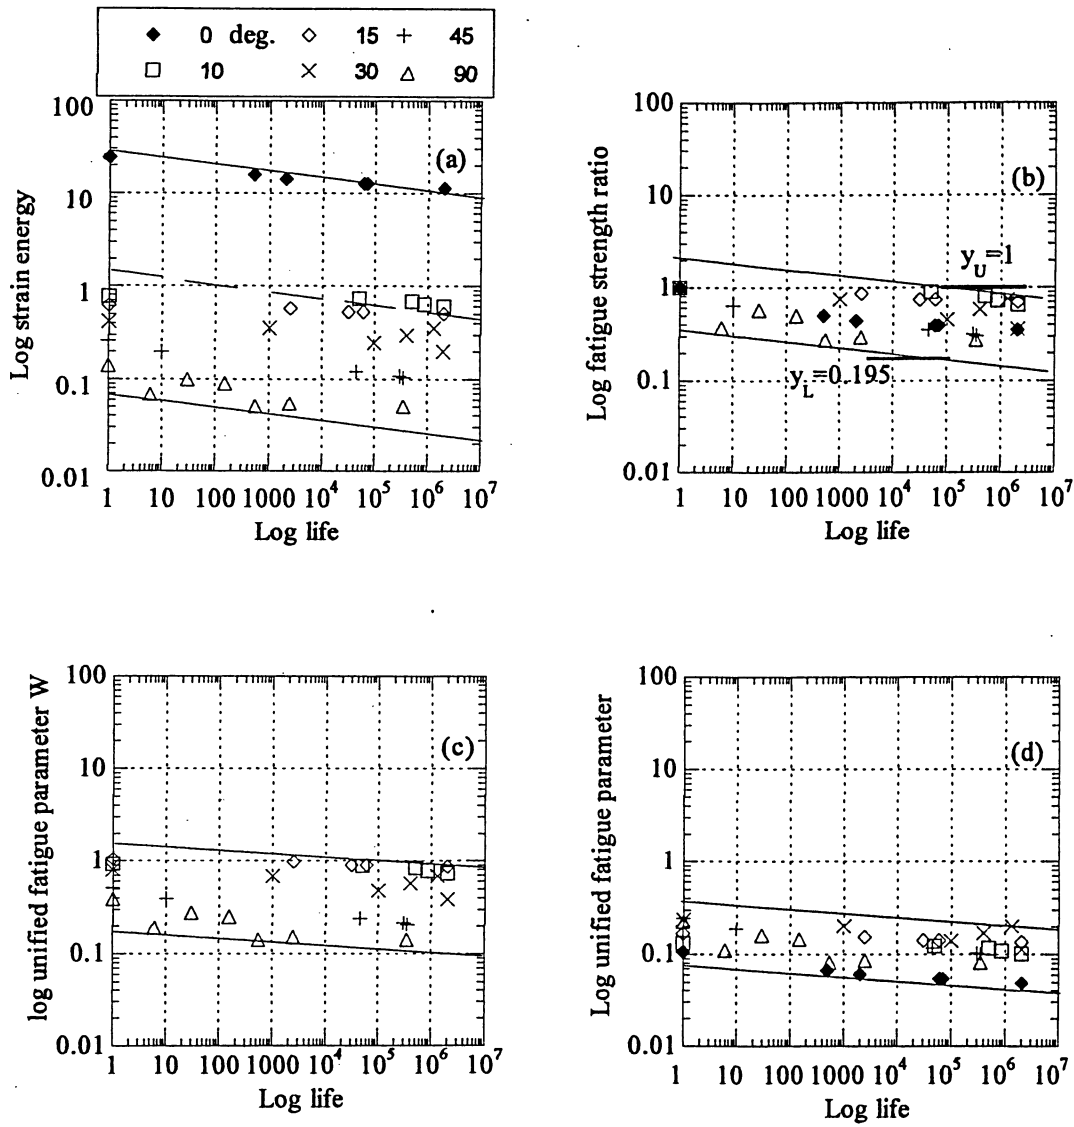 0 deg. 15 45
10 30 90
(a)
100
10
1
0.1
0.01
Log strain energy
1 10 100 1000 10⁴ 10⁵ 10⁶ 10⁷
Log life
(b)
100
10
1
0.1
0.01
Log fatigue strength ratio
y_U=1
y_L=0.195
1 10 100 1000 10⁴ 10⁵ 10⁶ 10⁷
Log life
(c)
100
10
1
0.1
0.01
log unified fatigue parameter W
1 10 100 1000 10⁴ 10⁵ 10⁶ 10⁷
Log life
(d)
100
10
1
0.1
0.01
Log unified fatigue parameter
1 10 100 1000 10⁴ 10⁵ 10⁶ 10⁷
Log life